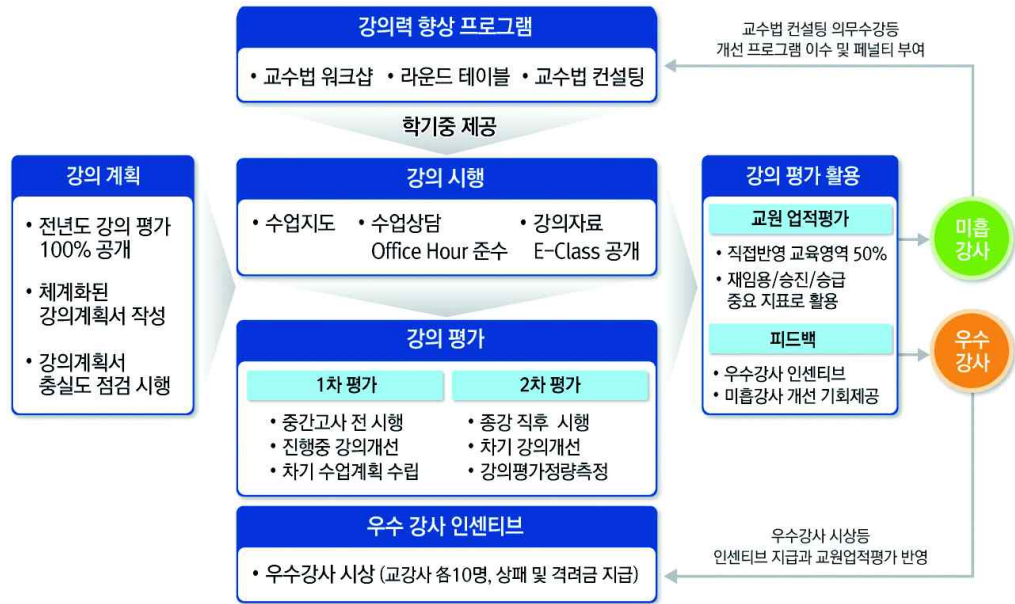 강의력 향상 프로그램
• 교수법 워크샵 • 라운드 테이블 • 교수법 컨설팅
교수법 컨설팅 의무수강등
개선 프로그램 이수 및 페널티 부여
학기중 제공
강의 계획
• 전년도 강의 평가
100% 공개
• 체계화된
강의계획서 작성
• 강의계획서
충실도 점검 시행
강의 시행
• 수업지도 • 수업상담 • 강의자료
Office Hour 준수 E-Class 공개
강의 평가
1차 평가
• 중간고사 전 시행
• 진행중 강의개선
• 차기 수업계획 수립
2차 평가
• 종강 직후 시행
• 차기 강의개선
• 강의평가정량측정
강의 평가 활용
교원 업적평가
• 직접반영 교육영역 50%
• 재임용/승진/승급
중요 지표로 활용
피드백
• 우수강사 인센티브
• 미흡강사 개선 기회제공
미흡
강사
우수
강사
우수 강사 인센티브
• 우수강사 시상 (교강사 各10명, 상패 및 격려금 지급)
우수강사 시상등
인센티브 지급과 교원업적평가 반영